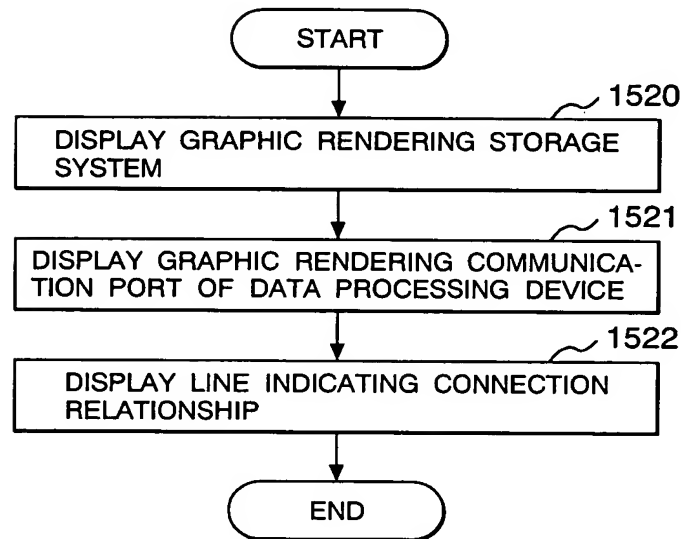 START
1520
DISPLAY GRAPHIC RENDERING STORAGE
SYSTEM
1521
DISPLAY GRAPHIC RENDERING COMMUNICA-
TION PORT OF DATA PROCESSING DEVICE
1522
DISPLAY LINE INDICATING CONNECTION
RELATIONSHIP
END